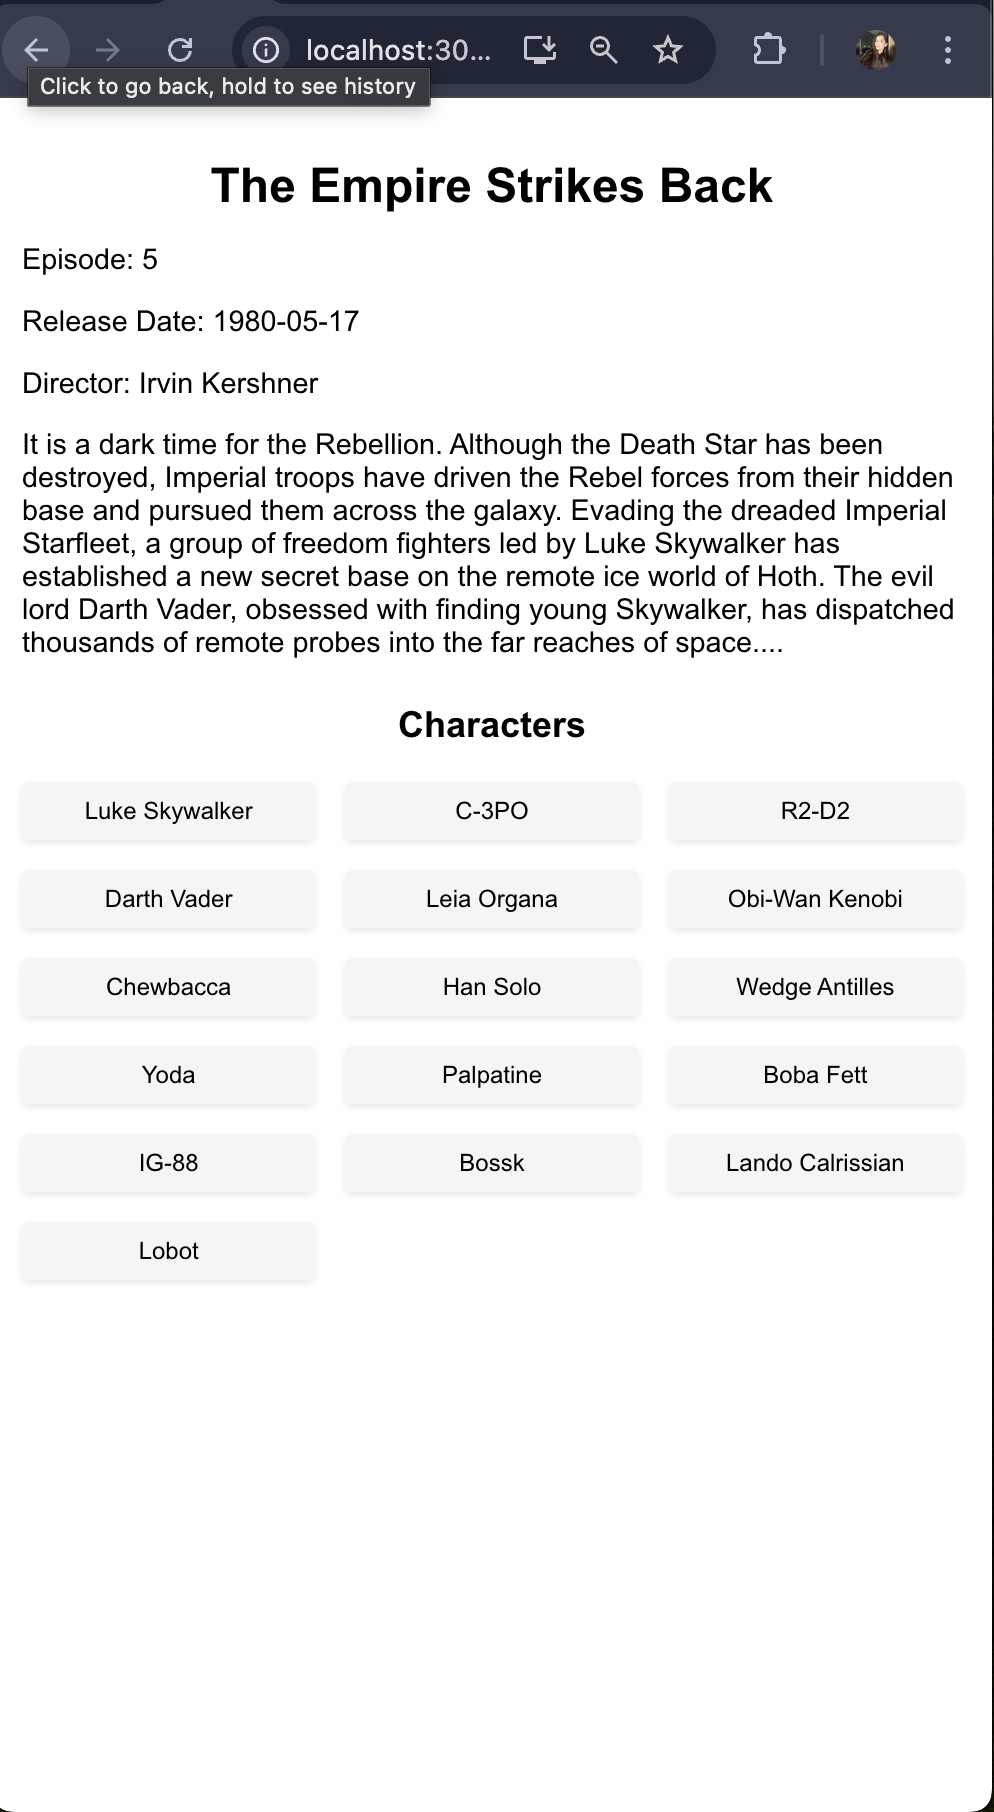 localhost:30...
Click to go back, hold to see history
The Empire Strikes Back
Episode: 5
Release Date: 1980-05-17
Director: Irvin Kershner
It is a dark time for the Rebellion. Although the Death Star has been
destroyed, Imperial troops have driven the Rebel forces from their hidden
base and pursued them across the galaxy. Evading the dreaded Imperial
Starfleet, a group of freedom fighters led by Luke Skywalker has
established a new secret base on the remote ice world of Hoth. The evil
lord Darth Vader, obsessed with finding young Skywalker, has dispatched
thousands of remote probes into the far reaches of space....
Characters
Luke Skywalker
C-3PO
R2-D2
Darth Vader
Leia Organa
Obi-Wan Kenobi
Chewbacca
Han Solo
Wedge Antilles
Yoda
Palpatine
Boba Fett
IG-88
Bossk
Lando Calrissian
Lobot